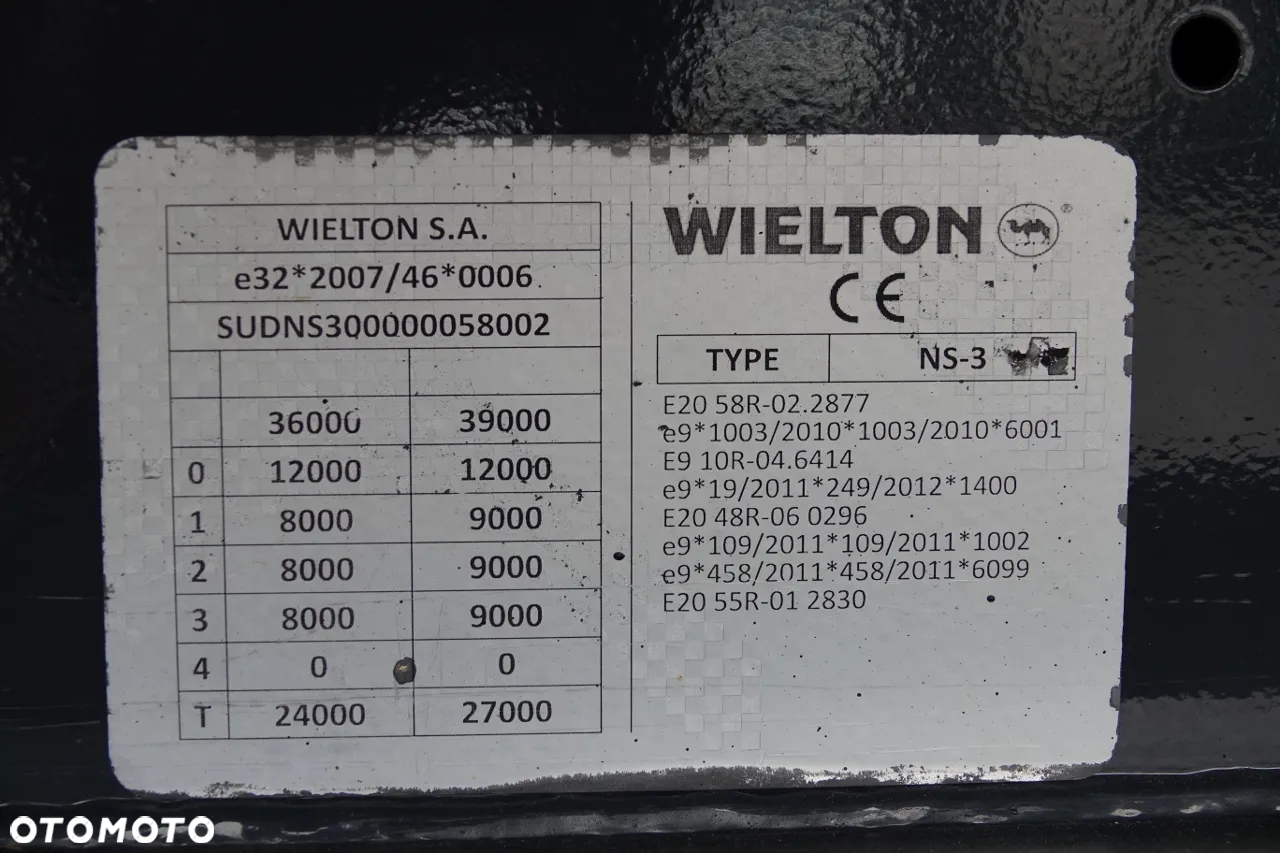 WIELTON S.A.
e32*2007/46*0006
SUDNS300000058002
36000 39000
0 12000 12000
1 8000 9000
2 8000 9000
3 8000 9000
4 0 0
T 24000 27000
WIELTON ®
CE
TYPE NS-3
E20 58R-02.2877
e9*1003/2010*1003/2010*6001
E9 10R-04.6414
e9*19/2011*249/2012*1400
E20 48R-06 0296
e9*109/2011*109/2011*1002
e9*458/2011*458/2011*6099
E20 55R-01 2830
OTOMOTO